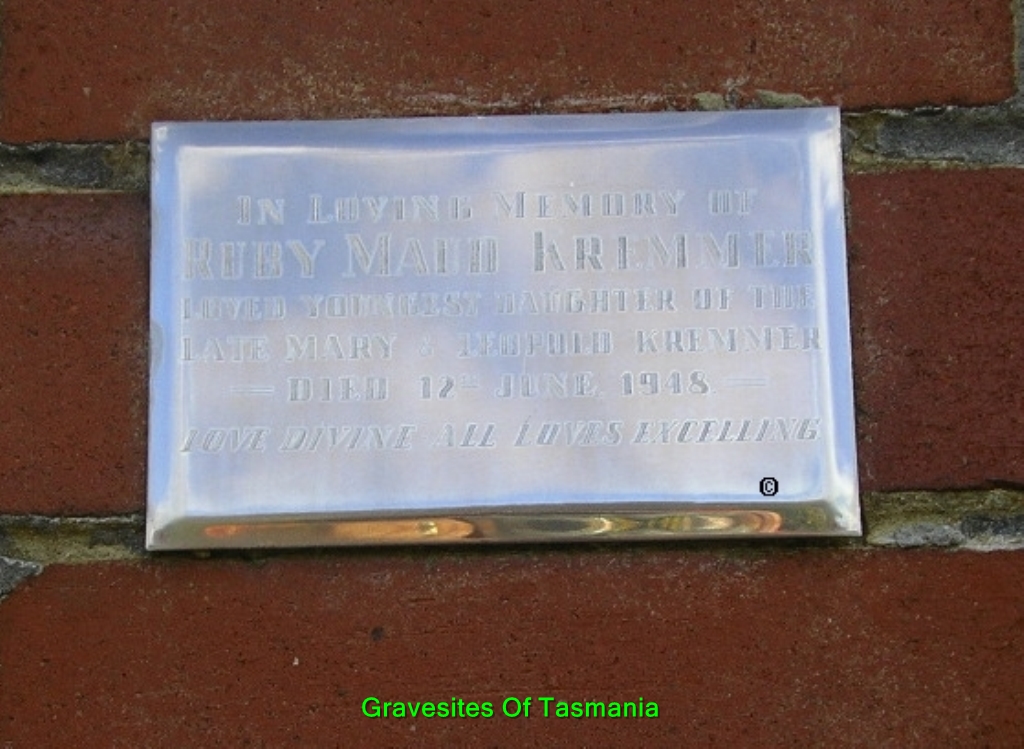 IN LOVING MEMORY OF
RUBY MAUD KREMMER
LOVED YOUNGEST DAUGHTER OF THE
LATE MARY & LEOPOLD KREMMER
— DIED 12TH JUNE, 1948. —
LOVE DIVINE ALL LOVES EXCELLING
©
Gravesites Of Tasmania